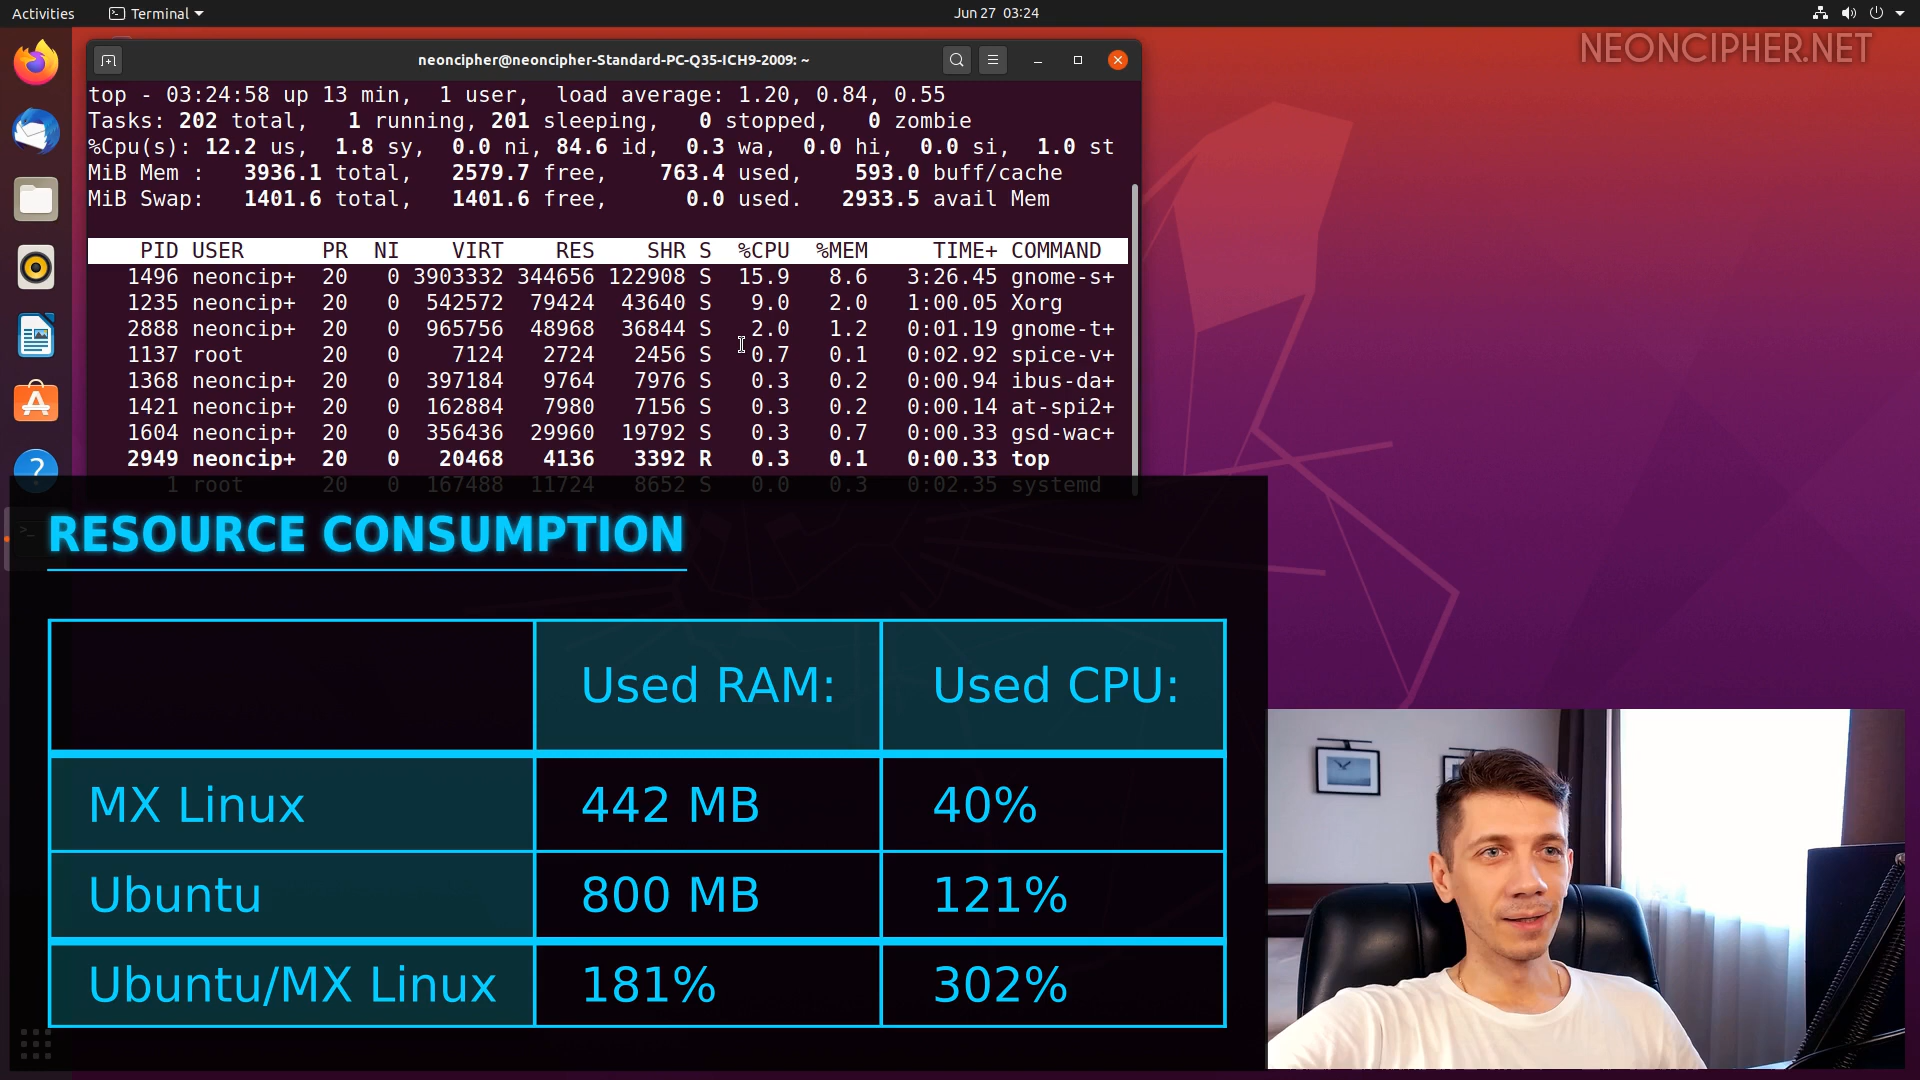 Activities Terminal Jun 27 03:24
NEONCIPHER.NET
neoncipher@neoncipher-Standard-PC-Q35-ICH9-2009: ~
top - 03:24:58 up 13 min, 1 user, load average: 1.20, 0.84, 0.55
Tasks: 202 total, 1 running, 201 sleeping, 0 stopped, 0 zombie
%Cpu(s): 12.2 us, 1.8 sy, 0.0 ni, 84.6 id, 0.3 wa, 0.0 hi, 0.0 si, 1.0 st
MiB Mem : 3936.1 total, 2579.7 free, 763.4 used, 593.0 buff/cache
MiB Swap: 1401.6 total, 1401.6 free, 0.0 used. 2933.5 avail Mem
PID USER PR NI VIRT RES SHR S %CPU %MEM TIME+ COMMAND
1496 neoncip+ 20 0 3903332 344656 122908 S 15.9 8.6 3:26.45 gnome-s+
1235 neoncip+ 20 0 542572 79424 43640 S 9.0 2.0 1:00.05 Xorg
2888 neoncip+ 20 0 965756 48968 36844 S 2.0 1.2 0:01.19 gnome-t+
1137 root 20 0 7124 2724 2456 S 0.7 0.1 0:02.92 spice-v+
1368 neoncip+ 20 0 397184 9764 7976 S 0.3 0.2 0:00.94 ibus-da+
1421 neoncip+ 20 0 162884 7980 7156 S 0.3 0.2 0:00.14 at-spi2+
1604 neoncip+ 20 0 356436 29960 19792 S 0.3 0.7 0:00.33 gsd-wac+
2949 neoncip+ 20 0 20468 4136 3392 R 0.3 0.1 0:00.33 top
1 root 20 0 167488 11724 8652 S 0.0 0.3 0:02.35 systemd
RESOURCE CONSUMPTION
Used RAM: Used CPU:
MX Linux 442 MB 40%
Ubuntu 800 MB 121%
Ubuntu/MX Linux 181% 302%